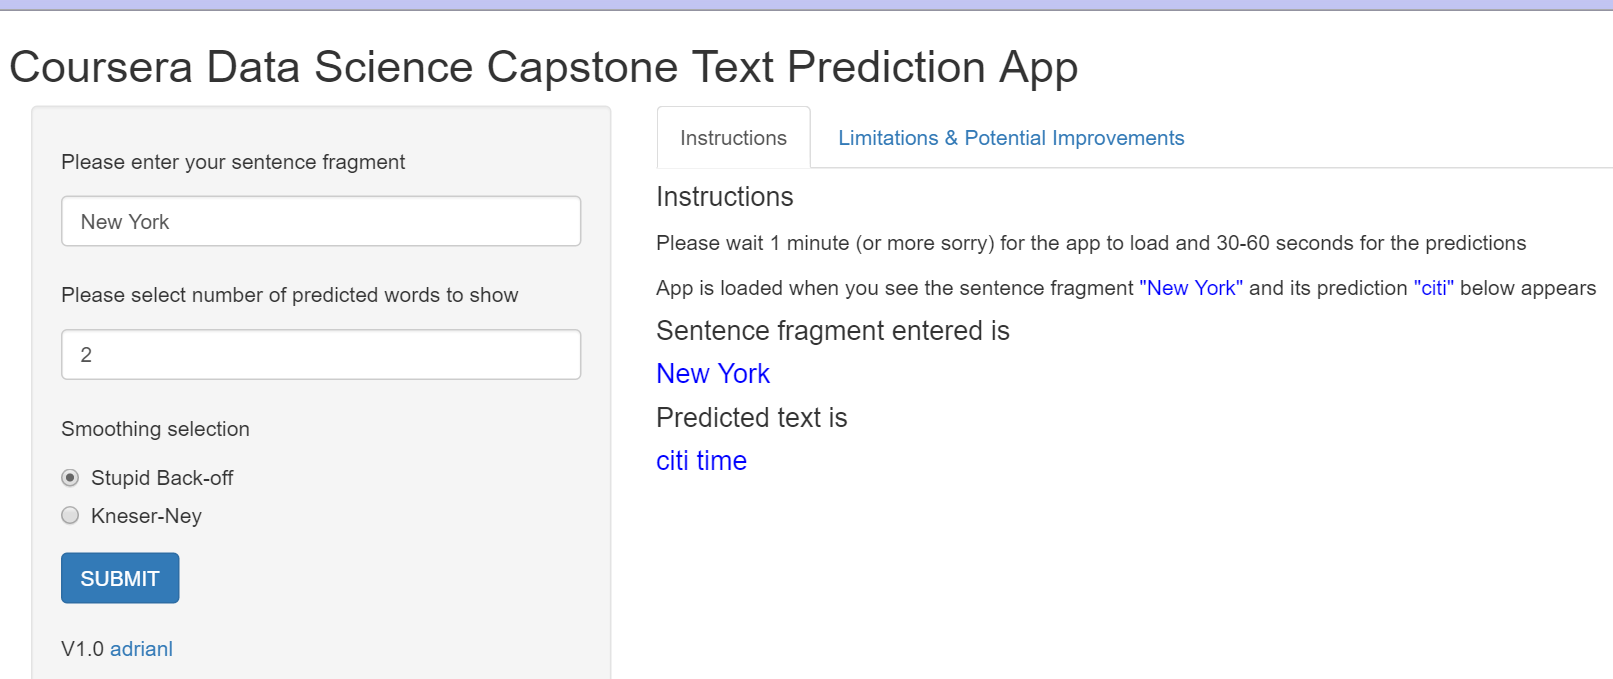 Coursera Data Science Capstone Text Prediction App
Please enter your sentence fragment
New York
Please select number of predicted words to show
2
Smoothing selection
Stupid Back-off
Kneser-Ney
SUBMIT
V1.0 adrianl
Instructions
Limitations & Potential Improvements
Instructions
Please wait 1 minute (or more sorry) for the app to load and 30-60 seconds for the predictions
App is loaded when you see the sentence fragment "New York" and its prediction "citi" below appears
Sentence fragment entered is
New York
Predicted text is
citi time